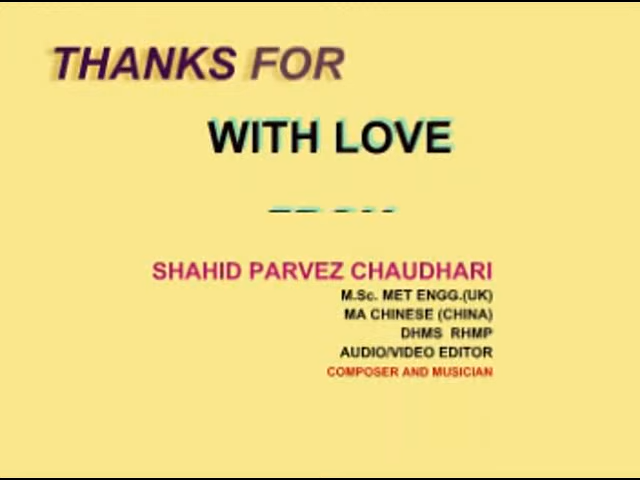 THANKS FOR
WITH LOVE
SHAHID PARVEZ CHAUDHARI
M.Sc. MET ENGG.(UK)
MA CHINESE (CHINA)
DHMS RHMP
AUDIO/VIDEO EDITOR
COMPOSER AND MUSICIAN